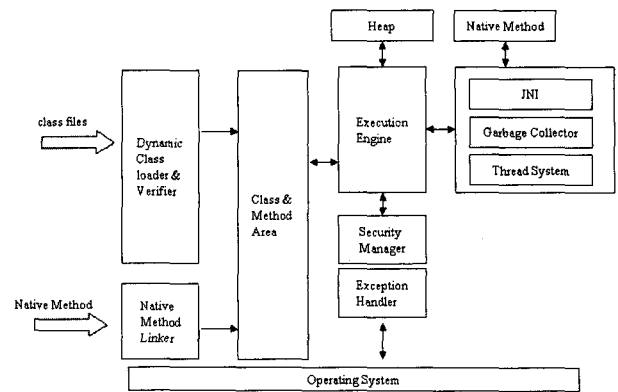 Heap
Native Method
class files
Dynamic
Class
loader &
Verifier
Class &
Method
Area
Execution
Engine
JNI
Garbage Collector
Thread System
Security
Manager
Exception
Handler
Native Method
Native
Method
Linker
Operating System